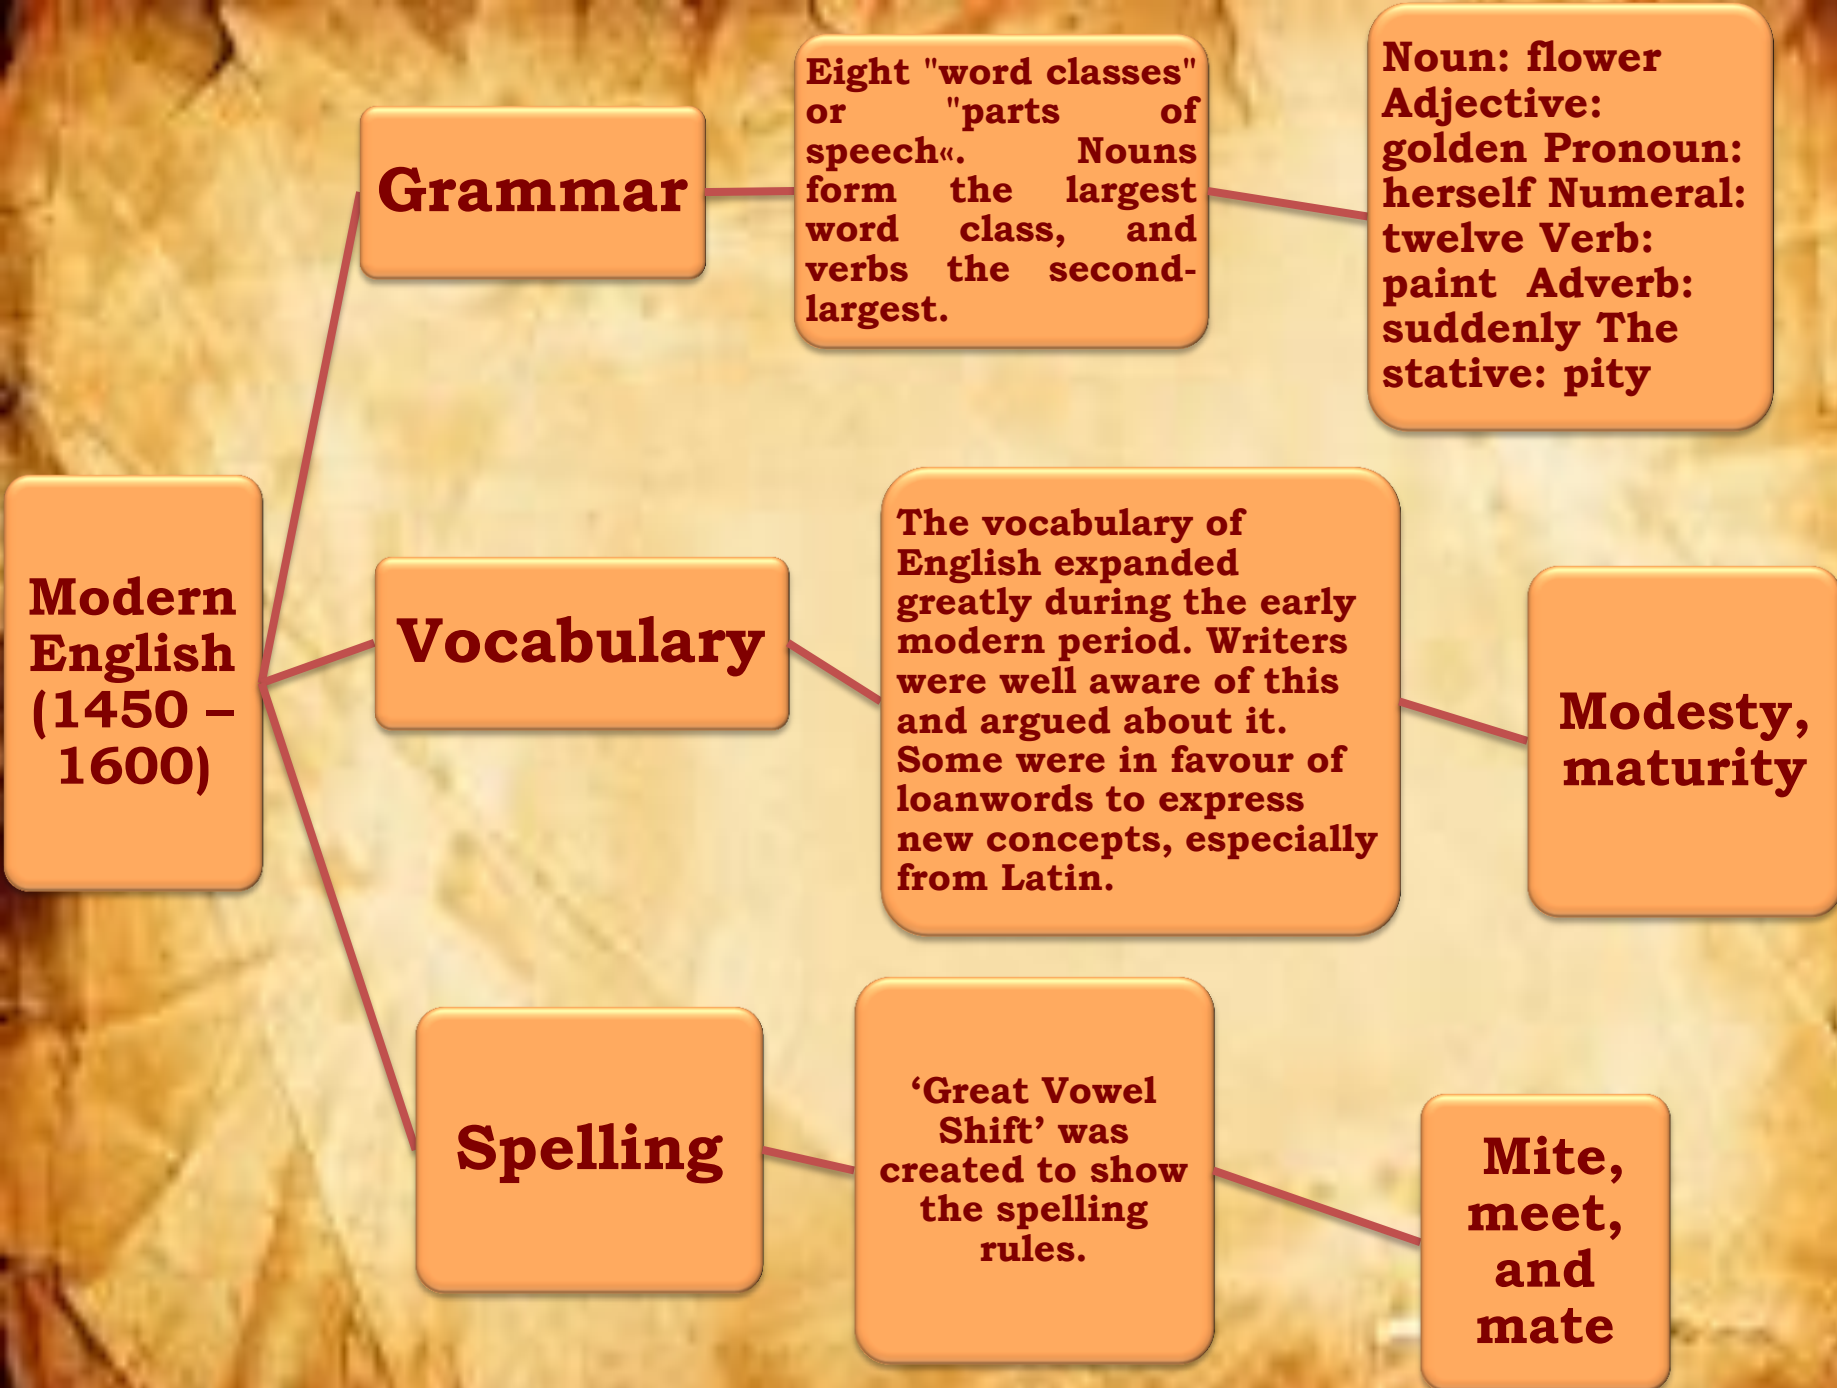 Modern
English
(1450 –
1600)
Grammar
Eight "word classes"
or "parts of
speech«. Nouns
form the largest
word class, and
verbs the second-
largest.
Noun: flower
Adjective:
golden Pronoun:
herself Numeral:
twelve Verb:
paint Adverb:
suddenly The
stative: pity
Vocabulary
The vocabulary of
English expanded
greatly during the early
modern period. Writers
were well aware of this
and argued about it.
Some were in favour of
loanwords to express
new concepts, especially
from Latin.
Modesty,
maturity
Spelling
‘Great Vowel
Shift’ was
created to show
the spelling
rules.
Mite,
meet,
and
mate